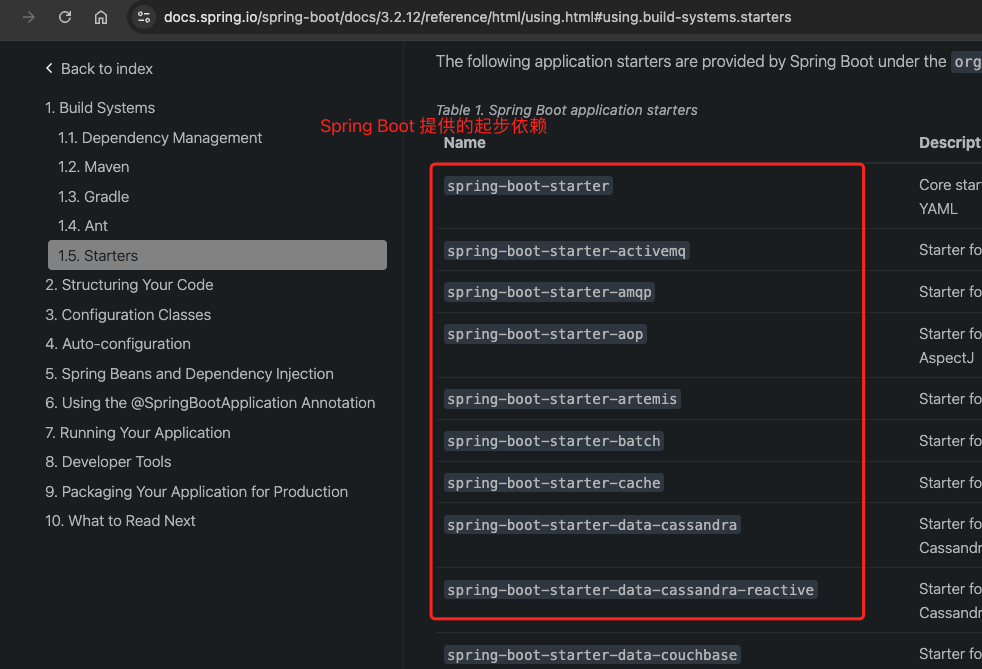 docs.spring.io/spring-boot/docs/3.2.12/reference/html/using.html#using.build-systems.starters
Back to index
1. Build Systems
1.1. Dependency Management
1.2. Maven
1.3. Gradle
1.4. Ant
1.5. Starters
2. Structuring Your Code
3. Configuration Classes
4. Auto-configuration
5. Spring Beans and Dependency Injection
6. Using the @SpringBootApplication Annotation
7. Running Your Application
8. Developer Tools
9. Packaging Your Application for Production
10. What to Read Next
The following application starters are provided by Spring Boot under the org
Table 1. Spring Boot application starters
Spring Boot 提供的起步依赖
Name Descript
spring-boot-starter Core star
YAML
spring-boot-starter-activemq Starter fo
spring-boot-starter-amqp Starter fo
spring-boot-starter-aop Starter fo
AspectJ
spring-boot-starter-artemis Starter fo
spring-boot-starter-batch Starter fo
spring-boot-starter-cache Starter fo
spring-boot-starter-data-cassandra Starter fo
Cassandr
spring-boot-starter-data-cassandra-reactive Starter fo
Cassandr
spring-boot-starter-data-couchbase Starter fo